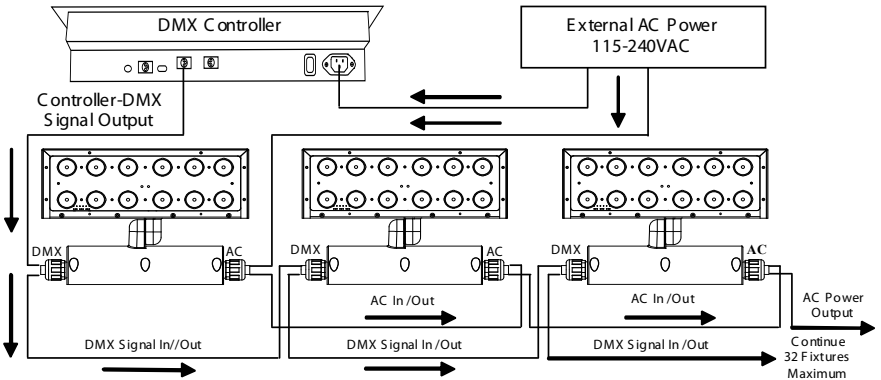 DMX Controller
External AC Power
115-240VAC
Controller-DMX
Signal Output
DMX
AC
DMX
AC
DMX
AC
AC In/Out
AC In/Out
AC Power
Output
DMX Signal In//Out
DMX Signal In/Out
DMX Signal In/Out
Continue
32 Fixtures
Maximum